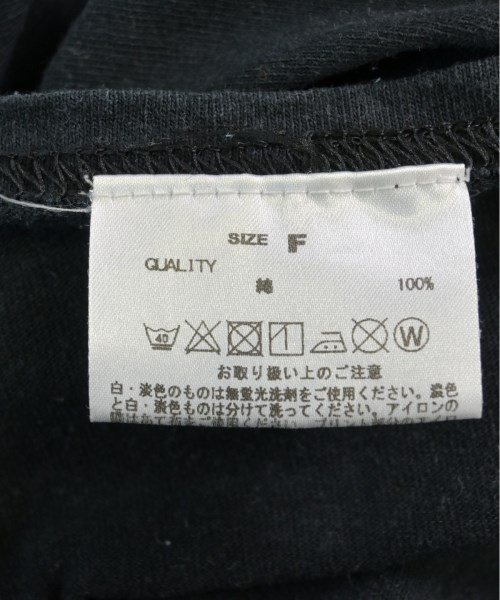 SIZE F
QUALITY
綿 100%
40 W
お取り扱い上のご注意
白・淡色のものは無蛍光洗剤をご使用ください。濃色
と白・淡色のものは分けて洗ってください。アイロンの